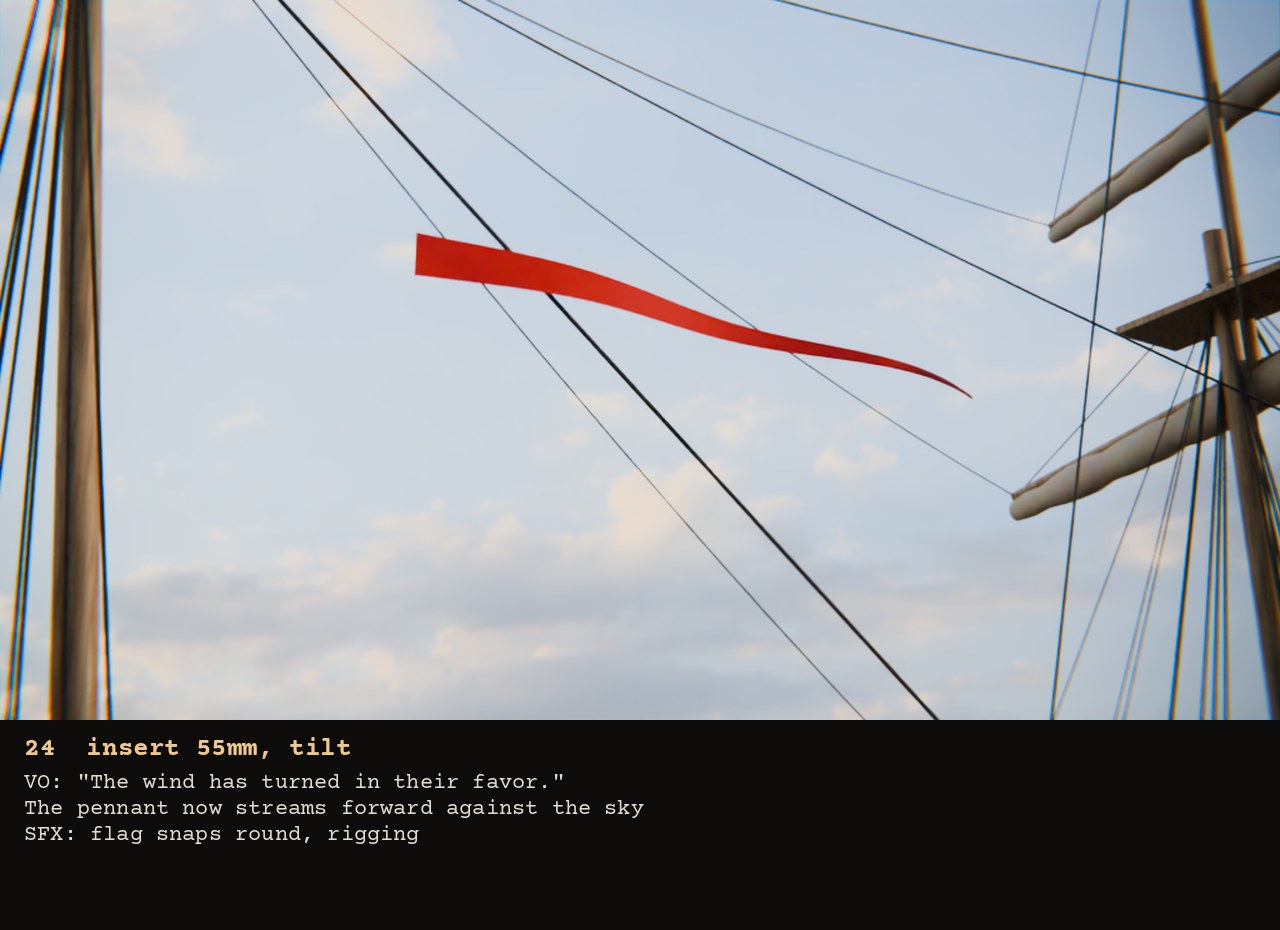 24  insert 55mm, tilt
VO: "The wind has turned in their favor."
The pennant now streams forward against the sky
SFX: flag snaps round, rigging